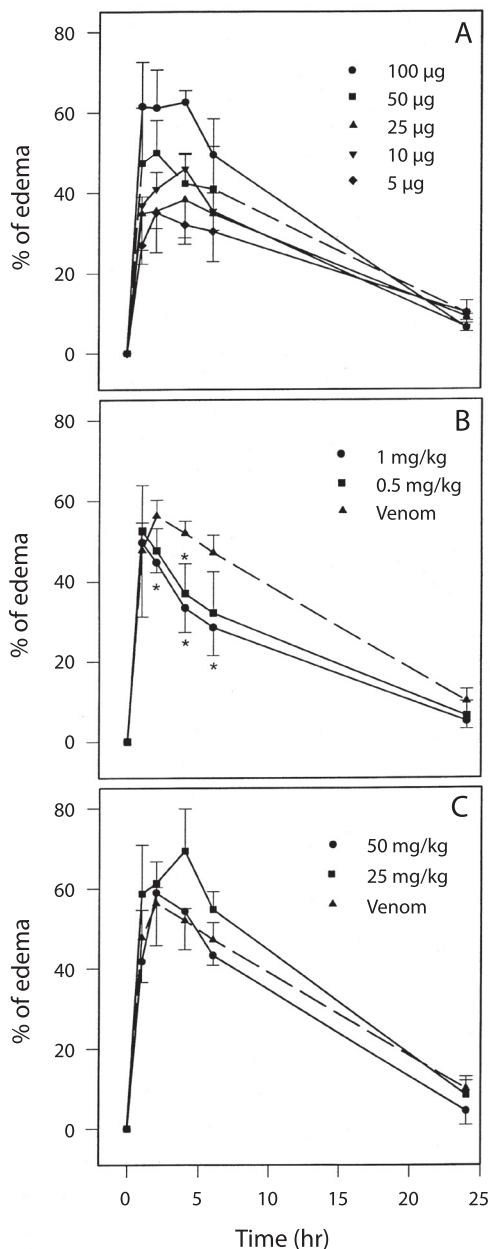 A
80
60
40
20
0
% of edema
100 µg
50 µg
25 µg
10 µg
5 µg
B
80
60
40
20
0
% of edema
1 mg/kg
0.5 mg/kg
Venom
*
*
*
*
C
80
60
40
20
0
% of edema
50 mg/kg
25 mg/kg
Venom
0 5 10 15 20 25
Time (hr)